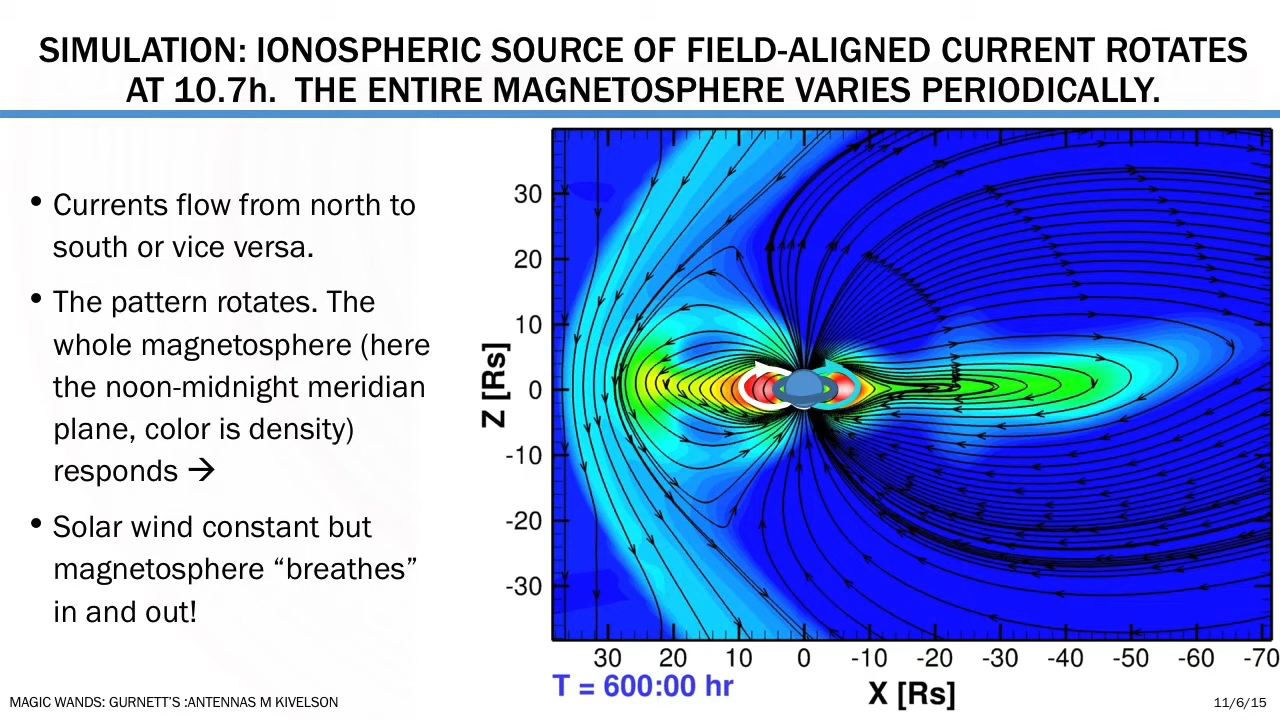 SIMULATION: IONOSPHERIC SOURCE OF FIELD-ALIGNED CURRENT ROTATES
AT 10.7h.  THE ENTIRE MAGNETOSPHERE VARIES PERIODICALLY.
• Currents flow from north to
south or vice versa.
• The pattern rotates. The
whole magnetosphere (here
the noon-midnight meridian
plane, color is density)
responds →
• Solar wind constant but
magnetosphere “breathes”
in and out!
Z [Rs]
30
20
10
0
-10
-20
-30
30 20 10 0 -10 -20 -30 -40 -50 -60 -70
T = 600:00 hr
X [Rs]
MAGIC WANDS: GURNETT’S :ANTENNAS M KIVELSON
11/6/15